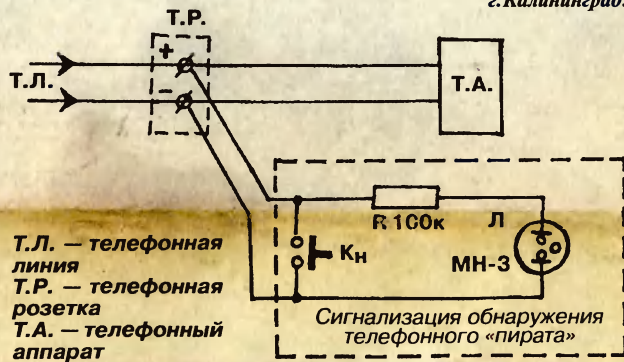 г.Калининград.
Т.Р.
+
Т.Л.
−
Т.А.
R 100к
Л
Кн
МН-3
Т.Л. — телефонная
линия
Т.Р. — телефонная
розетка
Т.А. — телефонный
аппарат
Сигнализация обнаружения
телефонного «пирата»